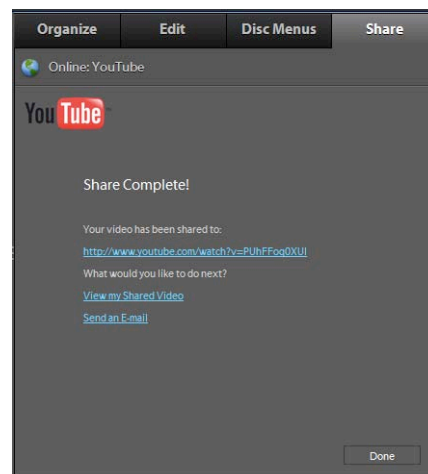 Organize Edit Disc Menus Share
Online: YouTube
YouTube
Share Complete!
Your video has been shared to:
http://www.youtube.com/watch?v=PUhFFoq0XUI
What would you like to do next?
View my Shared Video
Send an E-mail
Done